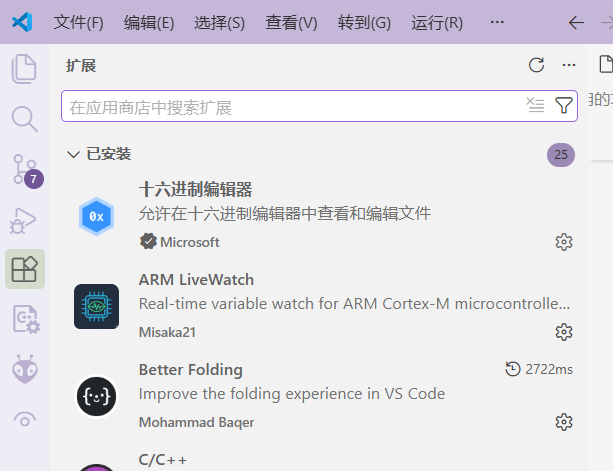 文件(F) 编辑(E) 选择(S) 查看(V) 转到(G) 运行(R) ···
扩展
在应用商店中搜索扩展
已安装 25
7
十六进制编辑器
0x
允许在十六进制编辑器中查看和编辑文件
Microsoft
ARM LiveWatch
Real-time variable watch for ARM Cortex-M microcontrolle...
Misaka21
Better Folding 2722ms
Improve the folding experience in VS Code
Mohammad Baqer
C/C++